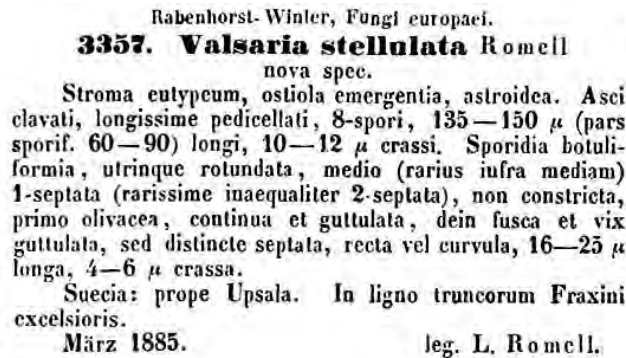 Rabenhorst-Winter, Fungi europaei.
3357. Valsaria stellulata Romell
nova spec.
Stroma eutypeum, ostiola emergentia, astroidea. Asci
clavati, longissime pedicellati, 8-spori, 135—150 µ (pars
sporif. 60—90) longi, 10—12 µ crassi. Sporidia botuli-
formia, utrinque rotundata, medio (rarius infra mediam)
1-septata (rarissime inaequaliter 2-septata), non constricta,
primo olivacea, continua et guttulata, dein fusca et vix
guttulata, sed distincte septata, recta vel curvula, 16—25 µ
longa, 4—6 µ crassa.
Suecia: prope Upsala. In ligno truncorum Fraxini
excelsioris.
März 1885. leg. L. Romell.